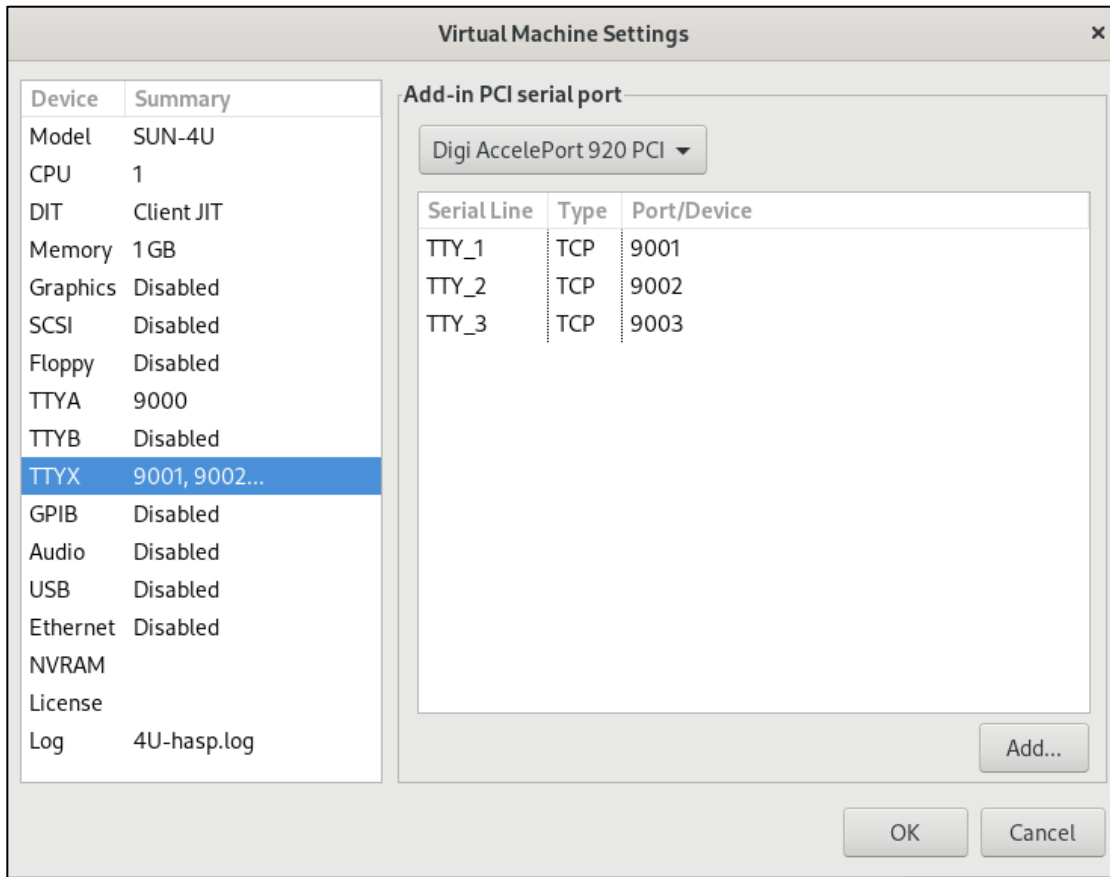 Virtual Machine Settings ×
Device Summary
Model SUN-4U
CPU 1
DIT Client JIT
Memory 1 GB
Graphics Disabled
SCSI Disabled
Floppy Disabled
TTYA 9000
TTYB Disabled
TTYX 9001, 9002...
GPIB Disabled
Audio Disabled
USB Disabled
Ethernet Disabled
NVRAM
License
Log 4U-hasp.log
Add-in PCI serial port
Digi AccelePort 920 PCI
Serial Line Type Port/Device
TTY_1 TCP 9001
TTY_2 TCP 9002
TTY_3 TCP 9003
Add...
OK Cancel